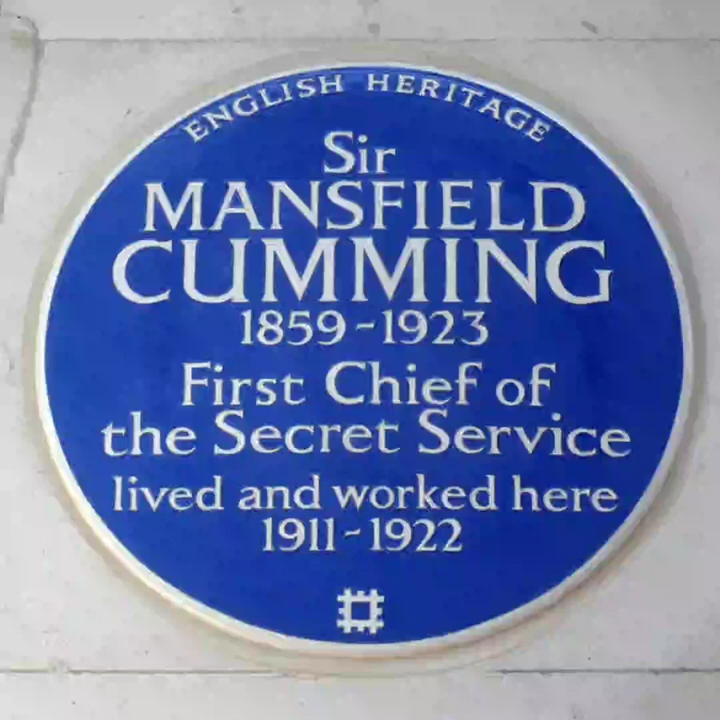 ENGLISH HERITAGE
Sir
MANSFIELD
CUMMING
1859-1923
First Chief of
the Secret Service
lived and worked here
1911-1922